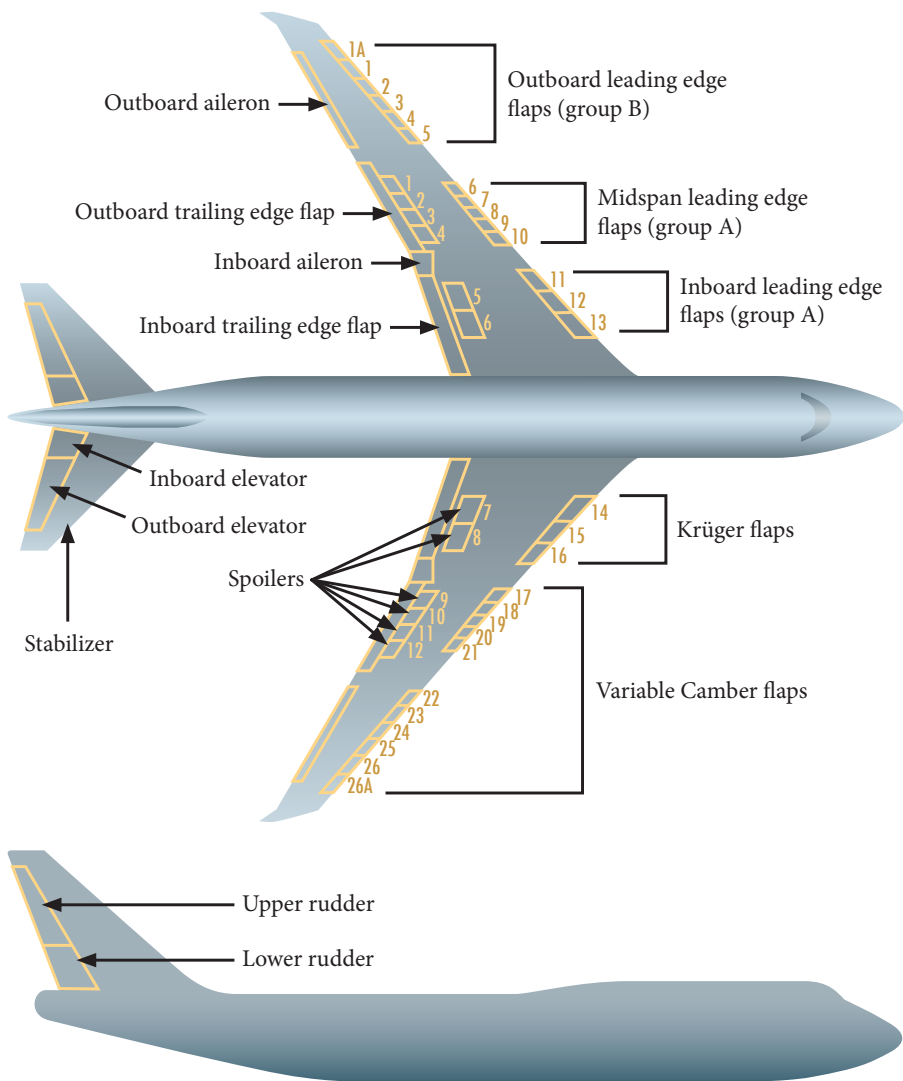 1A
1
2
3
4
5
Outboard leading edge
flaps (group B)
Outboard aileron
1
2
3
4
6
7
8
9
10
Midspan leading edge
flaps (group A)
Outboard trailing edge flap
Inboard aileron
5
6
11
12
13
Inboard leading edge
flaps (group A)
Inboard trailing edge flap
Inboard elevator
Outboard elevator
7
8
14
15
16
Krüger flaps
Spoilers
9
10
11
12
17
18
19
20
21
Stabilizer
Variable Camber flaps
22
23
24
25
26
26A
Upper rudder
Lower rudder